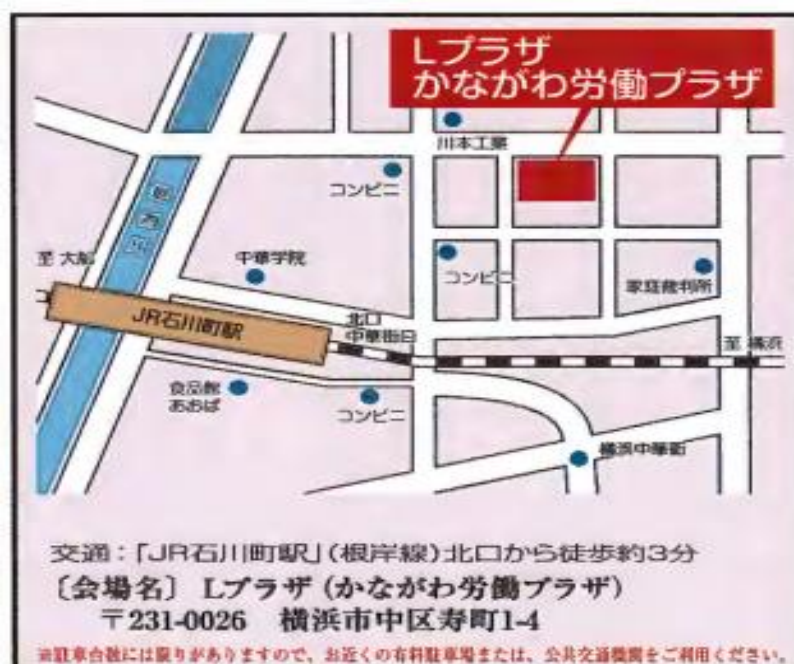 Lプラザ
かながわ労働プラザ
川本工業
コンビニ
至 大船
中華学院
コンビニ
家庭裁判所
JR石川町駅
北口
中華街口
至 横浜
食品館
あおば
コンビニ
横浜中華街
交通:「JR石川町駅」(根岸線)北口から徒歩約3分
〔会場名〕 Lプラザ (かながわ労働プラザ)
〒231-0026 横浜市中区寿町1-4
※駐車台数には限りがありますので、お近くの有料駐車場または、公共交通機関をご利用ください。